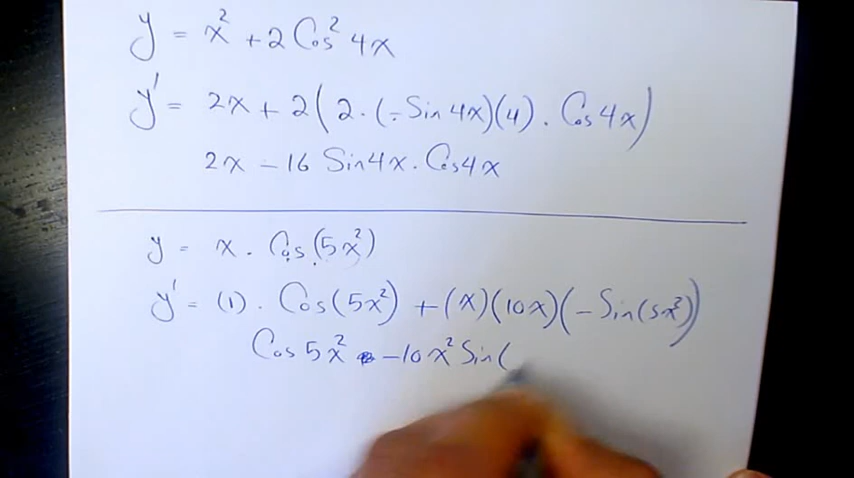 y = x² + 2 Cos² 4x
y' = 2x + 2(2 · (- Sin 4x)(4) · Cos 4x)
2x - 16 Sin4x · Cos4x
y = x · Cos(5x²)
y' = (1) · Cos(5x²) + (x)(10x)(- Sin(5x²))
Cos 5x² - 10x² Sin(